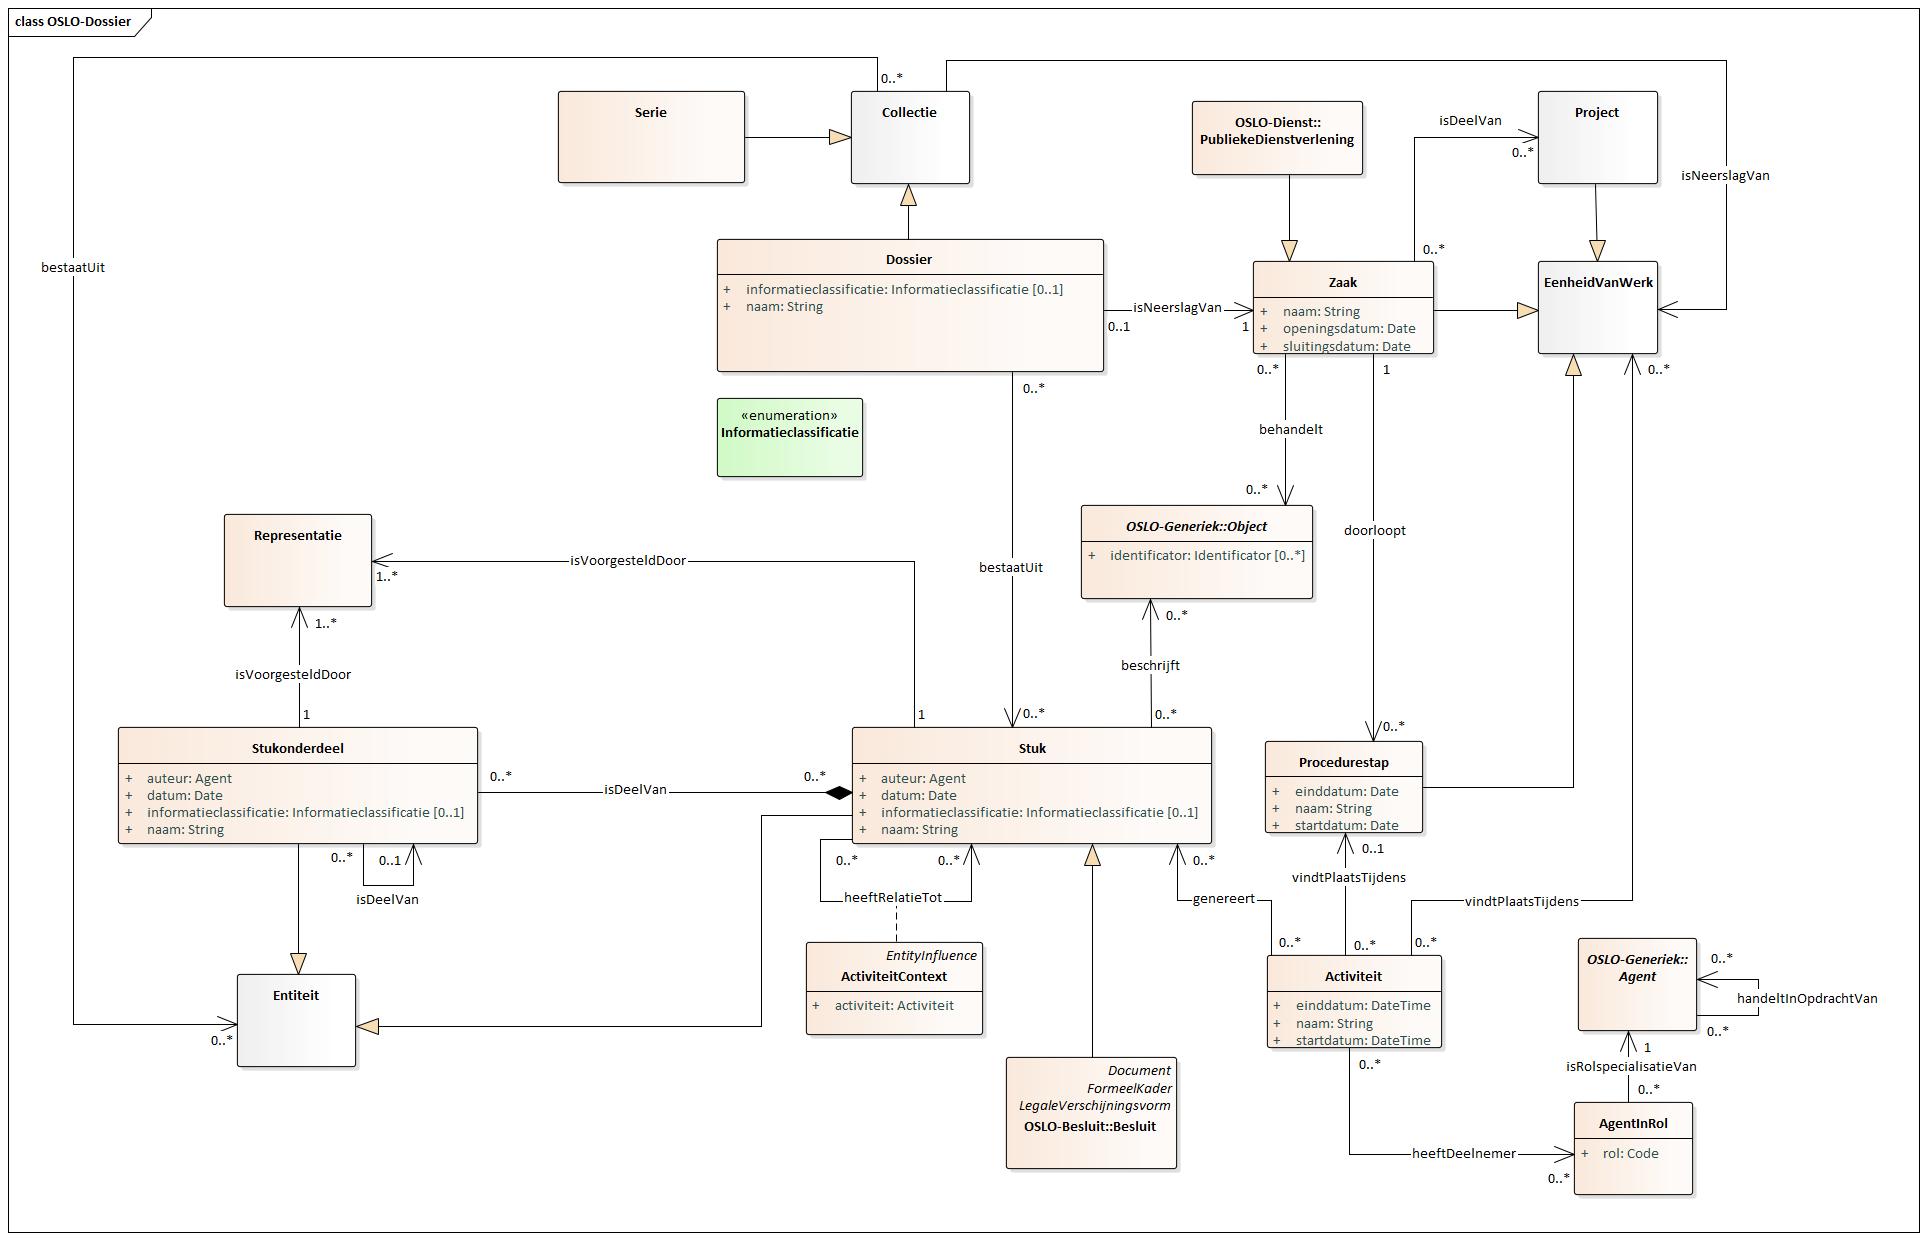 class OSLO-Dossier
0..*
Serie
Collectie
OSLO-Dienst::
PubliekeDienstverlening
isDeelVan
0..*
Project
isNeerslagVan
bestaatUit
Dossier
+ informatieclassificatie: Informatieclassificatie [0..1]
+ naam: String
isNeerslagVan
0..1
1
0..*
Zaak
+ naam: String
+ openingsdatum: Date
+ sluitingsdatum: Date
EenheidVanWerk
0..*
0..*
1
0..*
«enumeration»
Informatieclassificatie
behandelt
0..*
OSLO-Generiek::Object
+ identificator: Identificator [0..*]
doorloopt
Representatie
isVoorgesteldDoor
1..*
bestaatUit
0..*
1..*
isVoorgesteldDoor
beschrijft
1
1
0..*
0..*
0..*
Stukonderdeel
+ auteur: Agent
+ datum: Date
+ informatieclassificatie: Informatieclassificatie [0..1]
+ naam: String
0..*
isDeelVan
0..*
Stuk
+ auteur: Agent
+ datum: Date
+ informatieclassificatie: Informatieclassificatie [0..1]
+ naam: String
Procedurestap
+ einddatum: Date
+ naam: String
+ startdatum: Date
0..*
0..1
isDeelVan
0..*
0..*
heeftRelatieTot
0..*
genereert
0..1
vindtPlaatsTijdens
vindtPlaatsTijdens
0..*
0..*
0..*
EntityInfluence
ActiviteitContext
+ activiteit: Activiteit
Activiteit
+ einddatum: DateTime
+ naam: String
+ startdatum: DateTime
OSLO-Generiek::
Agent
0..*
handeltInOpdrachtVan
0..*
Entiteit
0..*
0..*
1
isRolspecialisatieVan
0..*
Document
FormeelKader
LegaleVerschijningsvorm
OSLO-Besluit::Besluit
heeftDeelnemer
0..*
AgentInRol
+ rol: Code